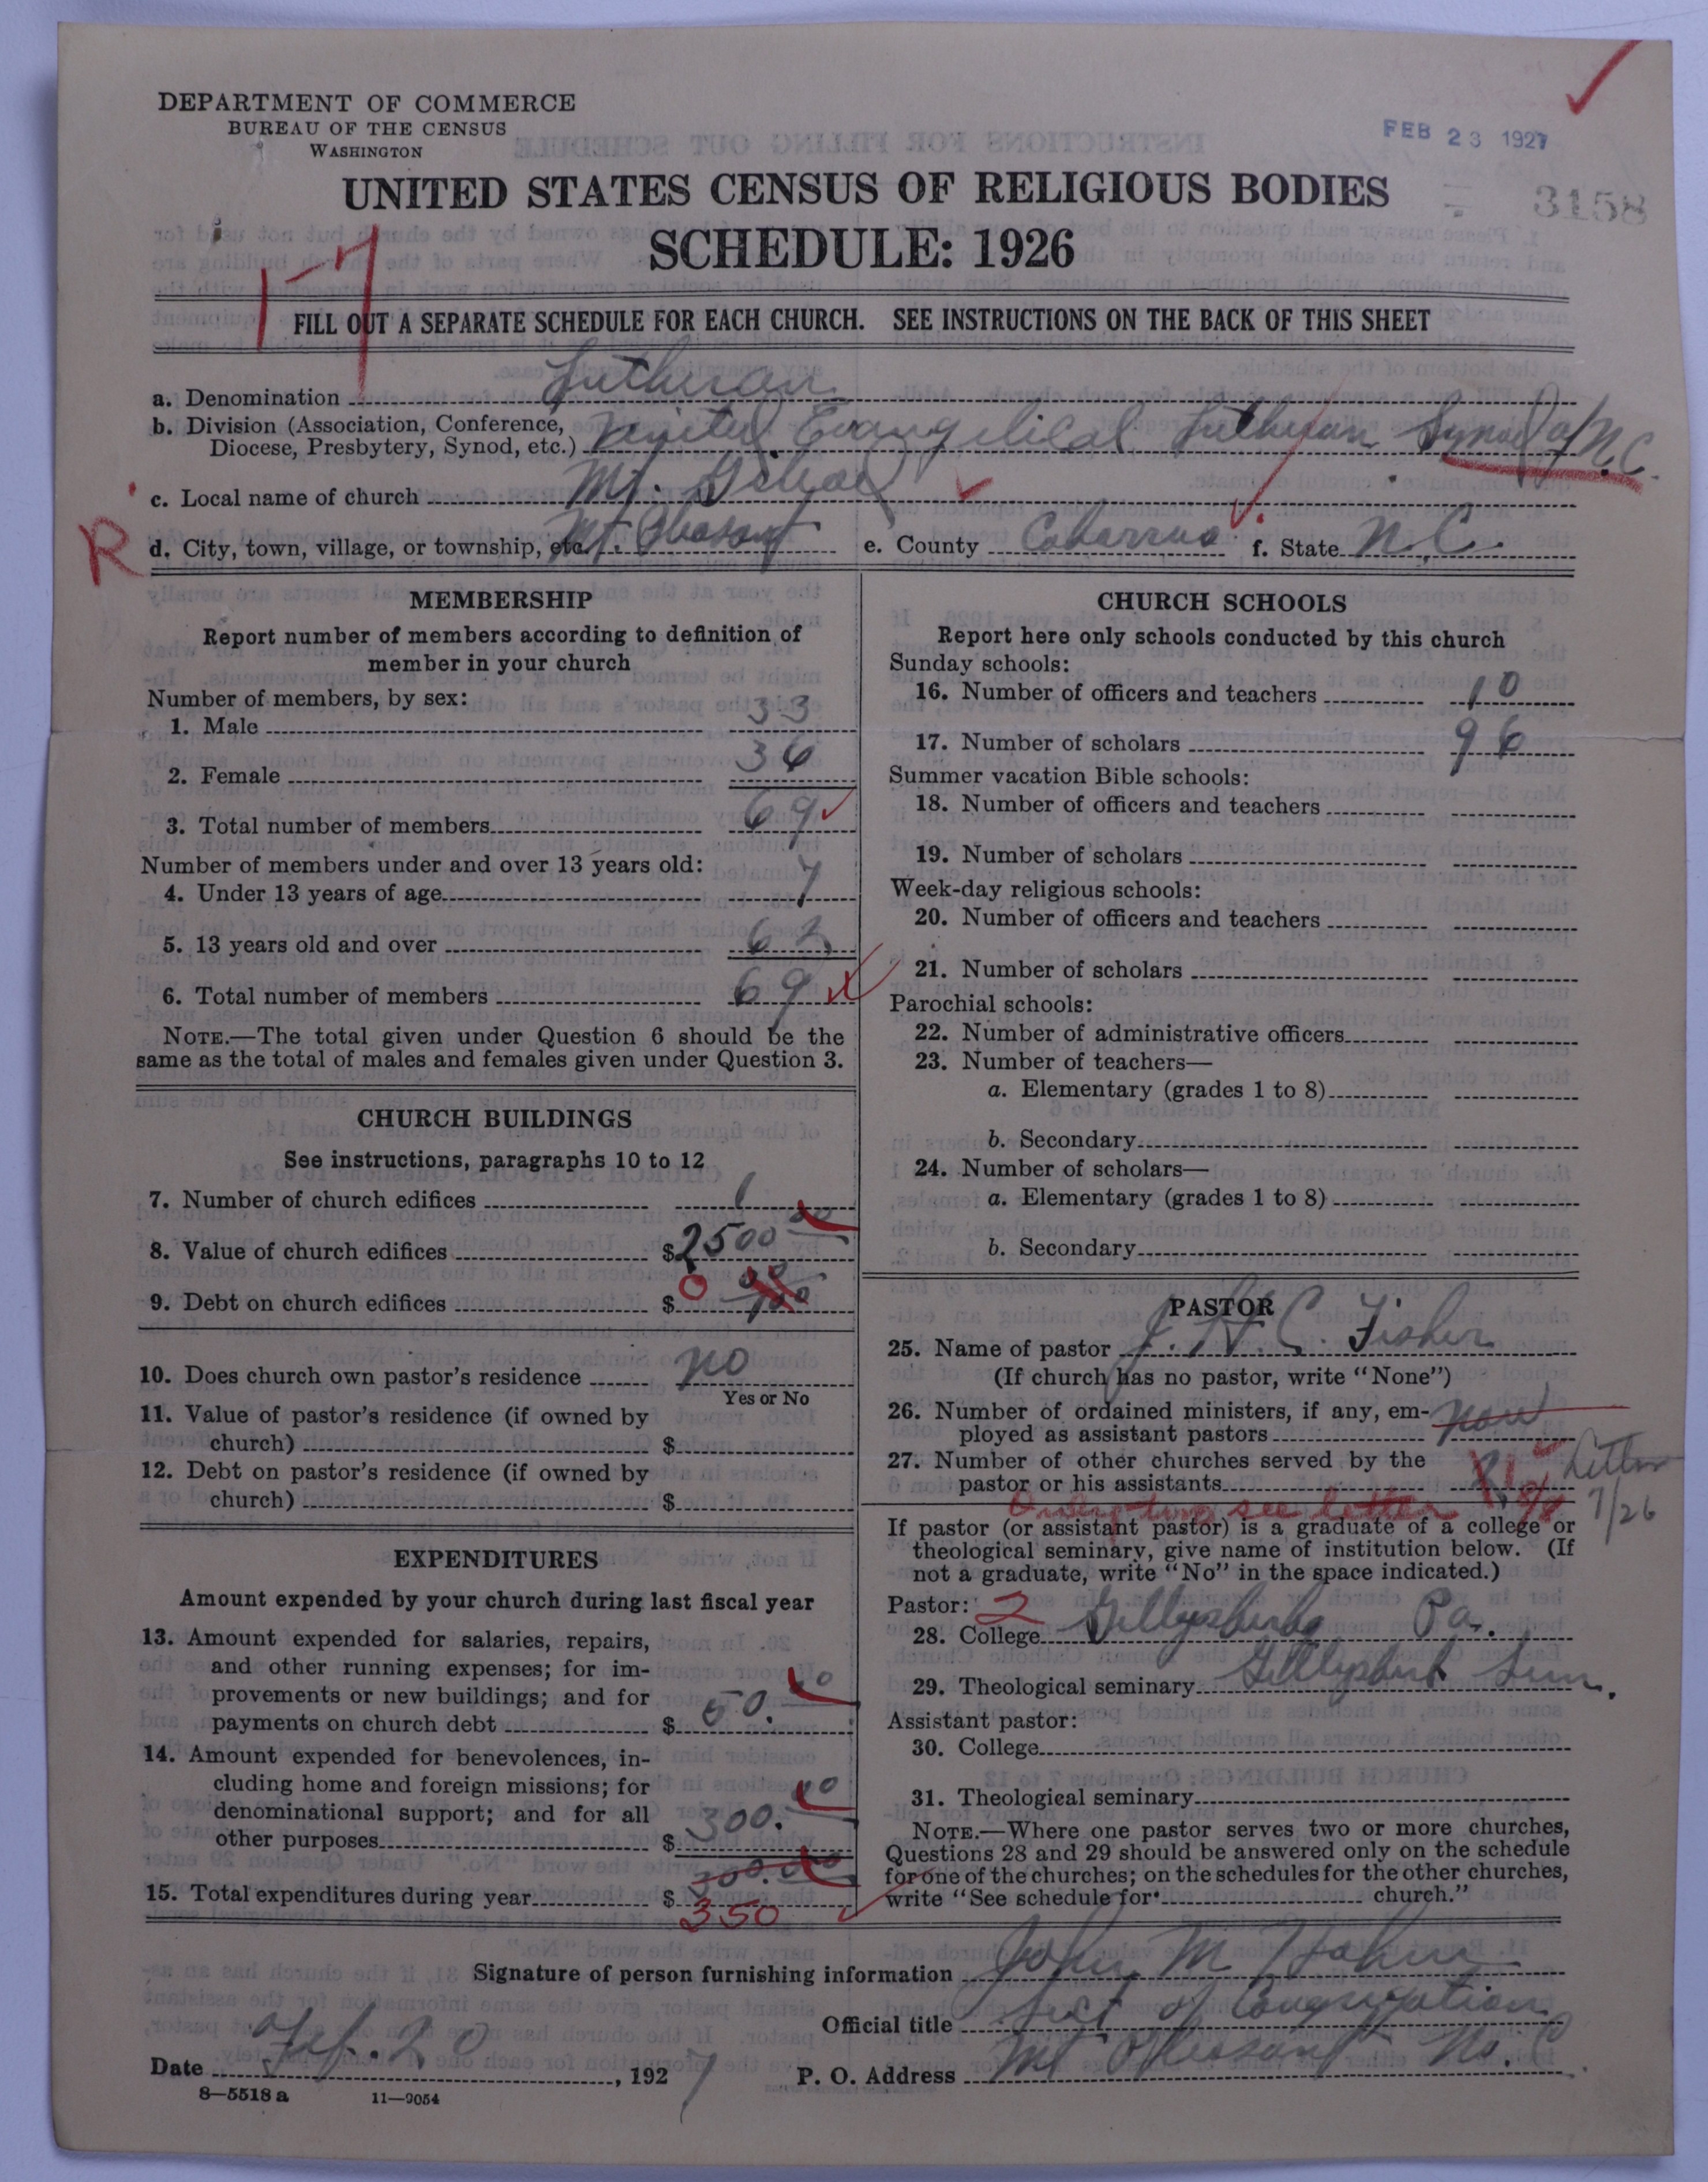 DEPARTMENT OF COMMERCE
BUREAU OF THE CENSUS
WASHINGTON
FEB 23 1927
3158
UNITED STATES CENSUS OF RELIGIOUS BODIES
SCHEDULE: 1926
1-7
FILL OUT A SEPARATE SCHEDULE FOR EACH CHURCH. SEE INSTRUCTIONS ON THE BACK OF THIS SHEET
a. Denomination Lutheran
b. Division (Association, Conference,
Diocese, Presbytery, Synod, etc.) United Evangelical Lutheran Synod of N.C.
c. Local name of church Mt.
R
d. City, town, village, or township, etc. Mt. Pleasant e. County Cabarrus f. State N.C.
MEMBERSHIP
Report number of members according to definition of
member in your church
Number of members, by sex:
1. Male 33
2. Female 36
3. Total number of members 69
Number of members under and over 13 years old:
4. Under 13 years of age 7
5. 13 years old and over 62
6. Total number of members 69
NOTE.—The total given under Question 6 should be the
same as the total of males and females given under Question 3.
CHURCH BUILDINGS
See instructions, paragraphs 10 to 12
7. Number of church edifices 1
8. Value of church edifices $2500 00
9. Debt on church edifices $ 0
10. Does church own pastor's residence no
Yes or No
11. Value of pastor's residence (if owned by
church) $
12. Debt on pastor's residence (if owned by
church) $
EXPENDITURES
Amount expended by your church during last fiscal year
13. Amount expended for salaries, repairs,
and other running expenses; for im-
provements or new buildings; and for
payments on church debt $ 50. 00
14. Amount expended for benevolences, in-
cluding home and foreign missions; for
denominational support; and for all
other purposes $ 300. 00
15. Total expenditures during year $ 300.00
350
CHURCH SCHOOLS
Report here only schools conducted by this church
Sunday schools:
16. Number of officers and teachers 10
17. Number of scholars 96
Summer vacation Bible schools:
18. Number of officers and teachers
19. Number of scholars
Week-day religious schools:
20. Number of officers and teachers
21. Number of scholars
Parochial schools:
22. Number of administrative officers
23. Number of teachers—
a. Elementary (grades 1 to 8)
b. Secondary
24. Number of scholars—
a. Elementary (grades 1 to 8)
b. Secondary
PASTOR
25. Name of pastor J. H. C. Fisher
(If church has no pastor, write "None")
26. Number of ordained ministers, if any, em-
ployed as assistant pastors
27. Number of other churches served by the
pastor or his assistants
Letter
7/26
Only two see letter
If pastor (or assistant pastor) is a graduate of a college or
theological seminary, give name of institution below. (If
not a graduate, write "No" in the space indicated.)
Pastor: 2
28. College Gettysburg Pa.
29. Theological seminary Gettysburg Sem.
Assistant pastor:
30. College
31. Theological seminary
NOTE.—Where one pastor serves two or more churches,
Questions 28 and 29 should be answered only on the schedule
for one of the churches; on the schedules for the other churches,
write "See schedule for church."
Signature of person furnishing information John M Hahn
Official title Sect of Congregation
Date Feb. 20, 1927 P. O. Address Mt Pleasant No. C
8—5518 a 11—9054